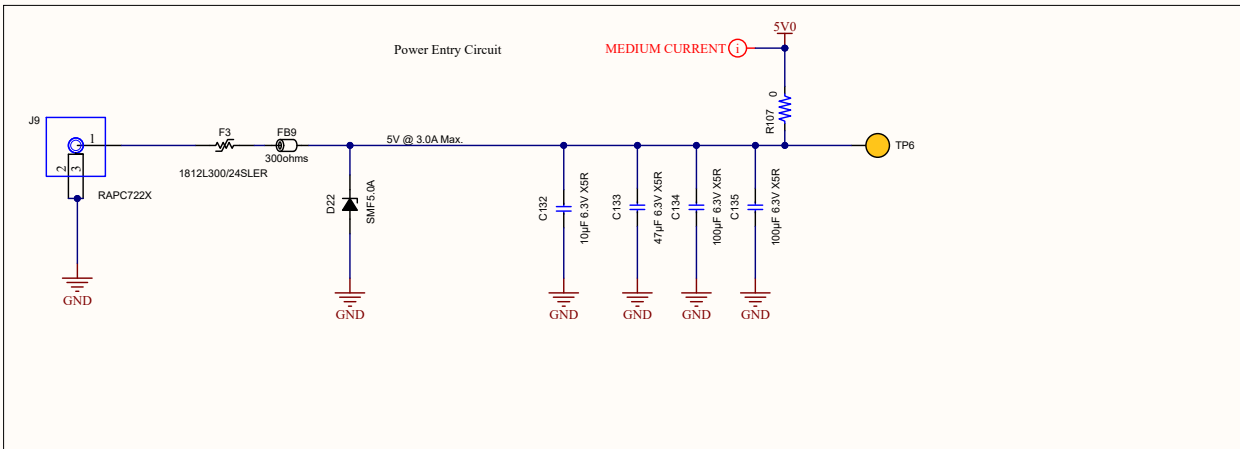 Power Entry Circuit
MEDIUM CURRENT i
5V0
R107 0
J9
1
2
3
RAPC722X
F3
1812L300/24SLER
FB9
300ohms
5V @ 3.0A Max.
TP6
D22
SMF5.0A
C132
10µF 6.3V X5R
C133
47µF 6.3V X5R
C134
100µF 6.3V X5R
C135
100µF 6.3V X5R
GND
GND
GND
GND
GND
GND